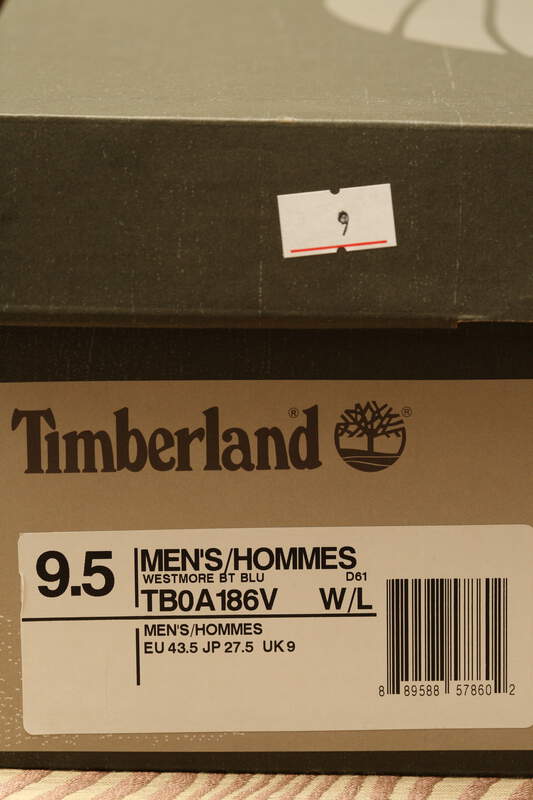 9
Timberland® ®
9.5
MEN'S/HOMMES
WESTMORE BT BLU D61
TB0A186V W/L
MEN'S/HOMMES
EU 43.5 JP 27.5 UK 9
8 89588 57860 2